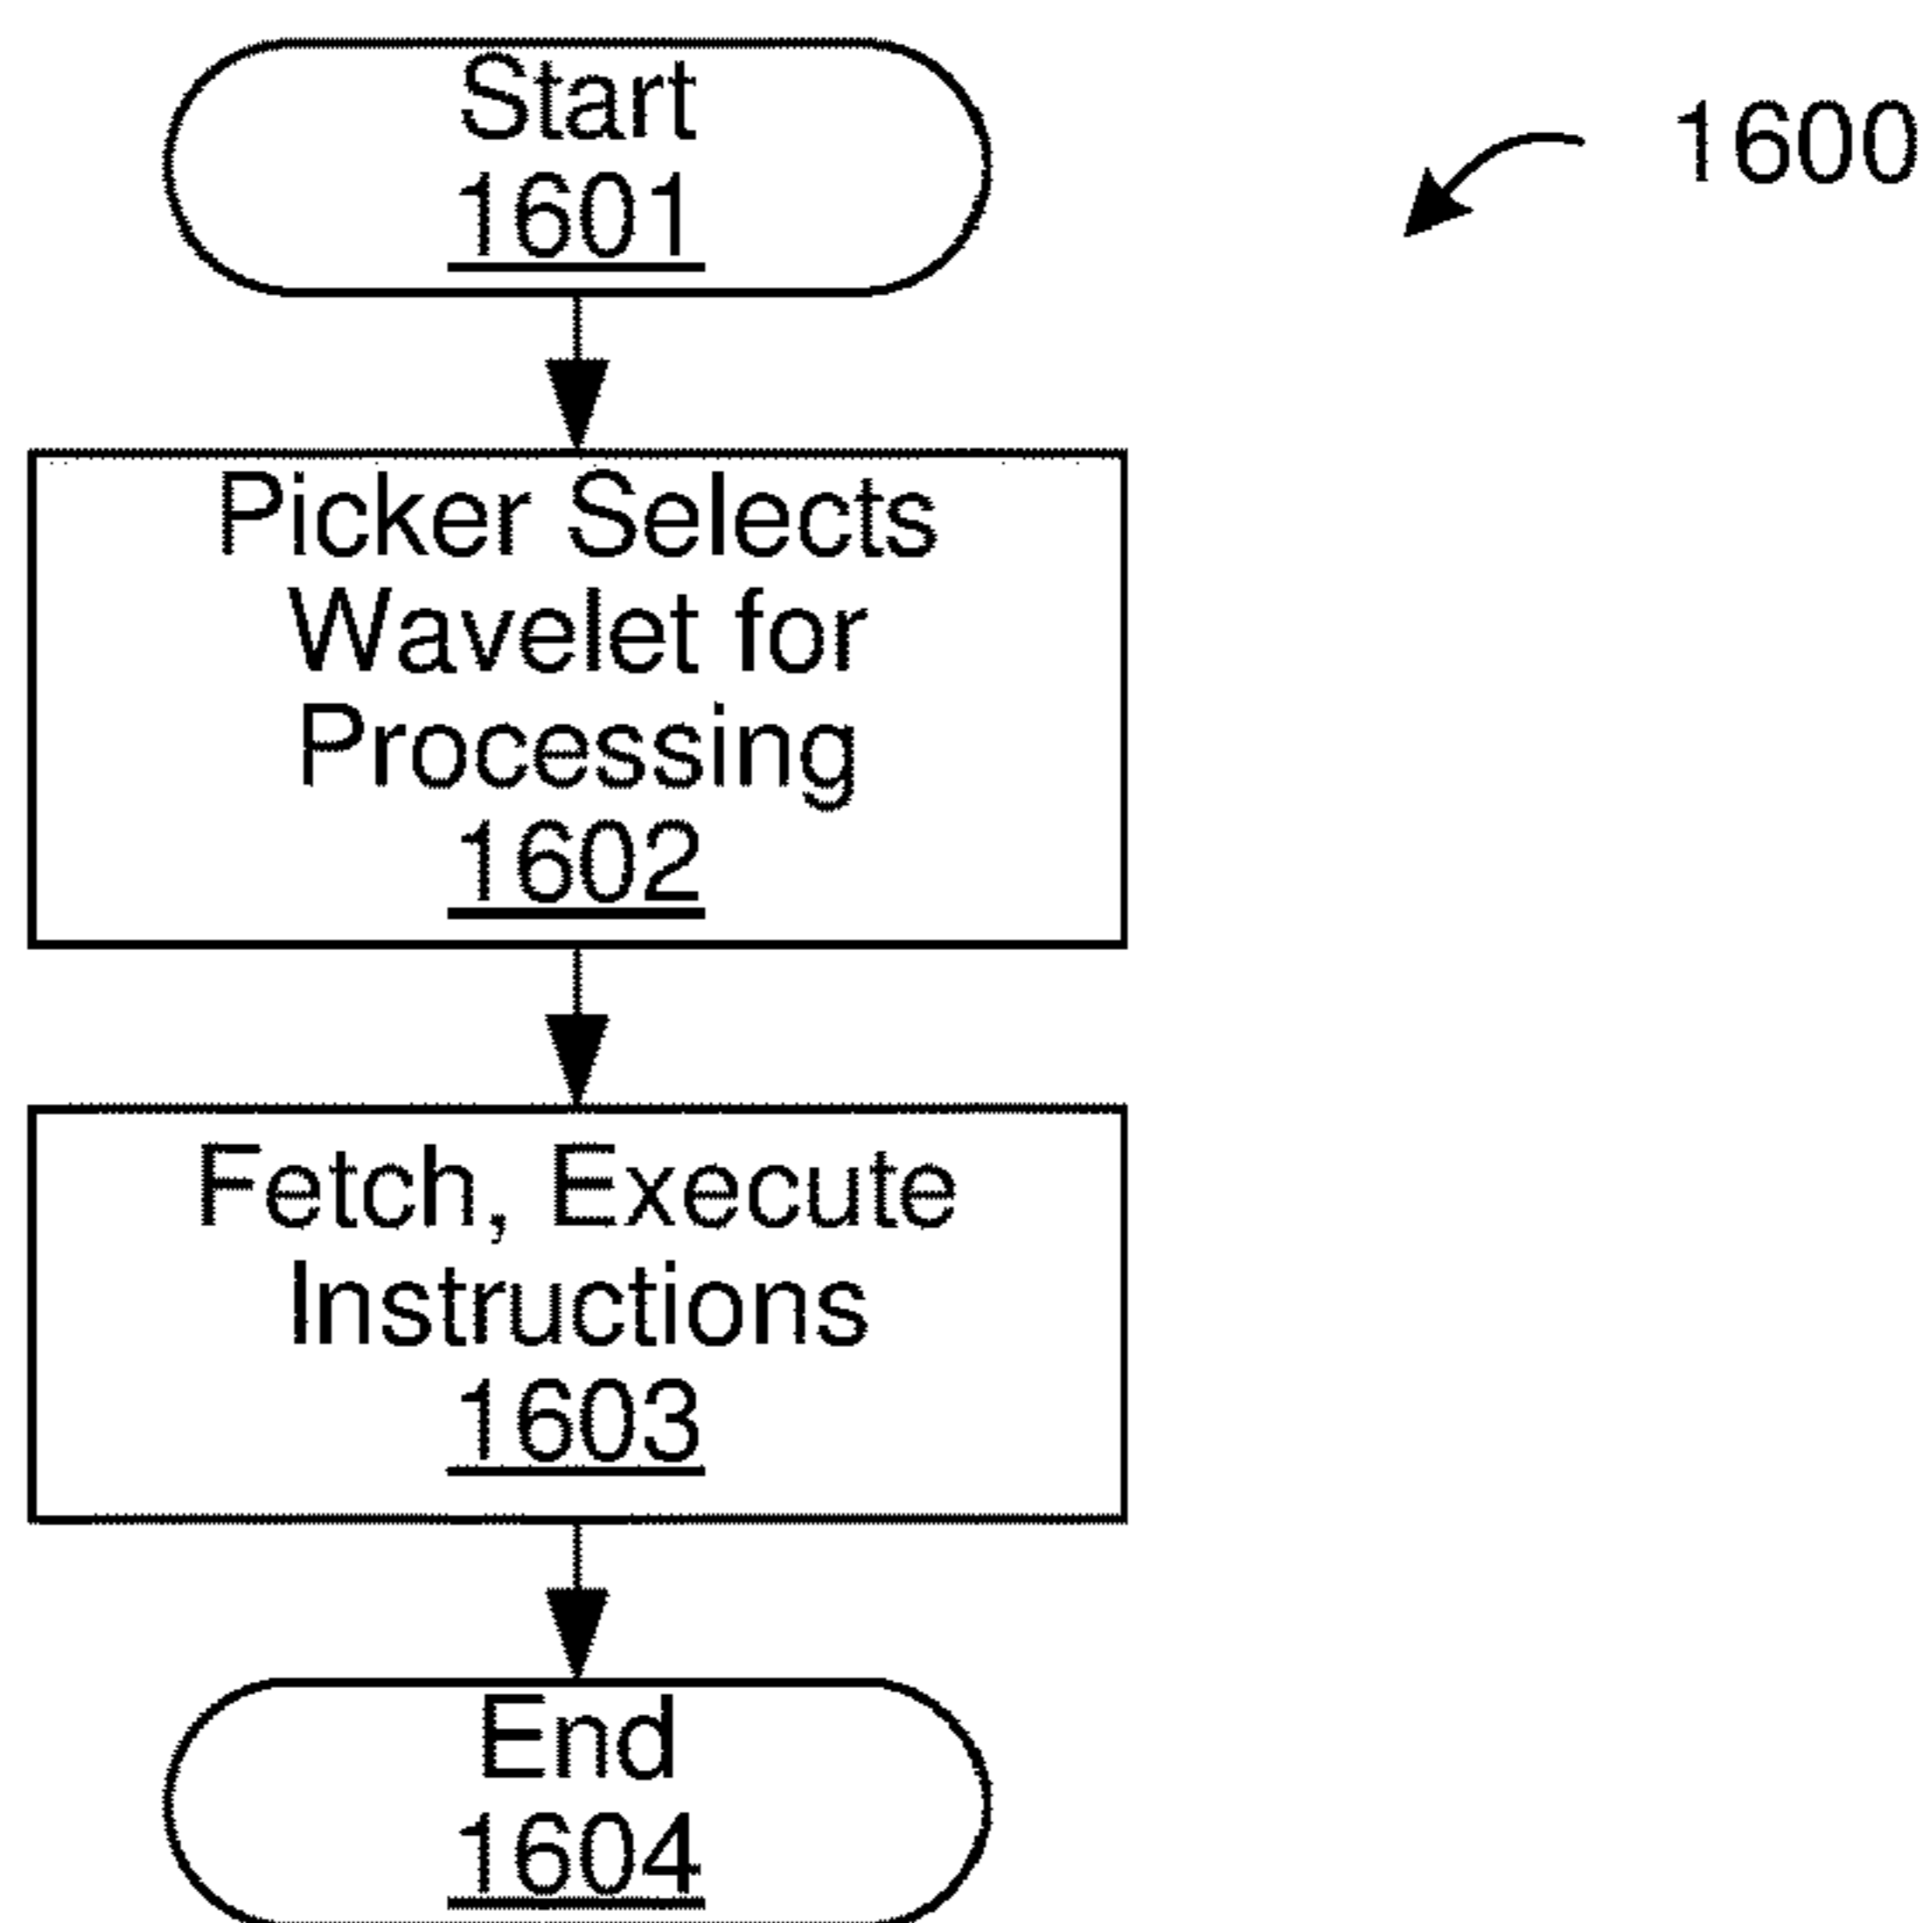 Start
1601
1600
Picker Selects
Wavelet for
Processing
1602
Fetch, Execute
Instructions
1603
End
1604